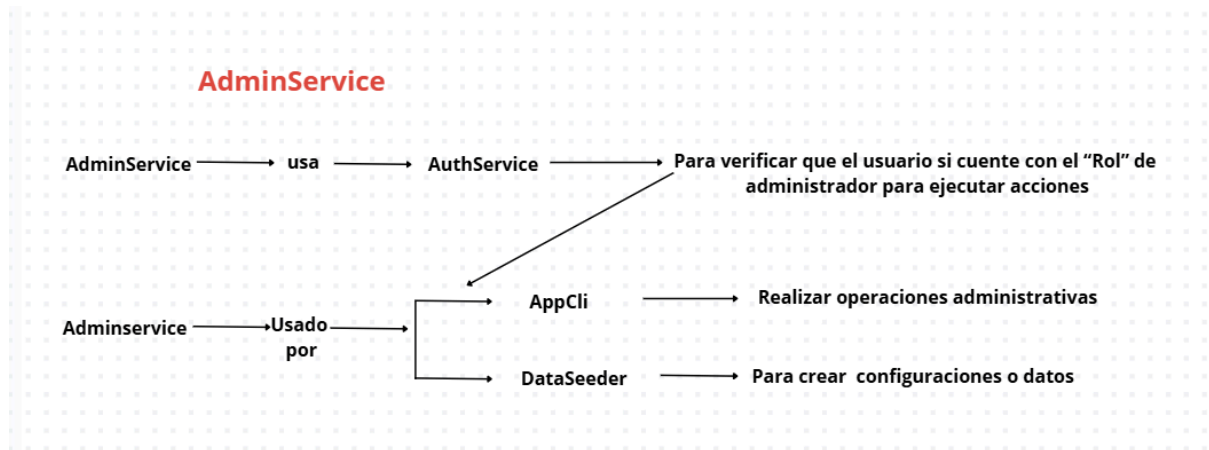 AdminService
AdminService usa AuthService Para verificar que el usuario si cuente con el “Rol” de
administrador para ejecutar acciones
Adminservice Usado
por
AppCli Realizar operaciones administrativas
DataSeeder Para crear configuraciones o datos